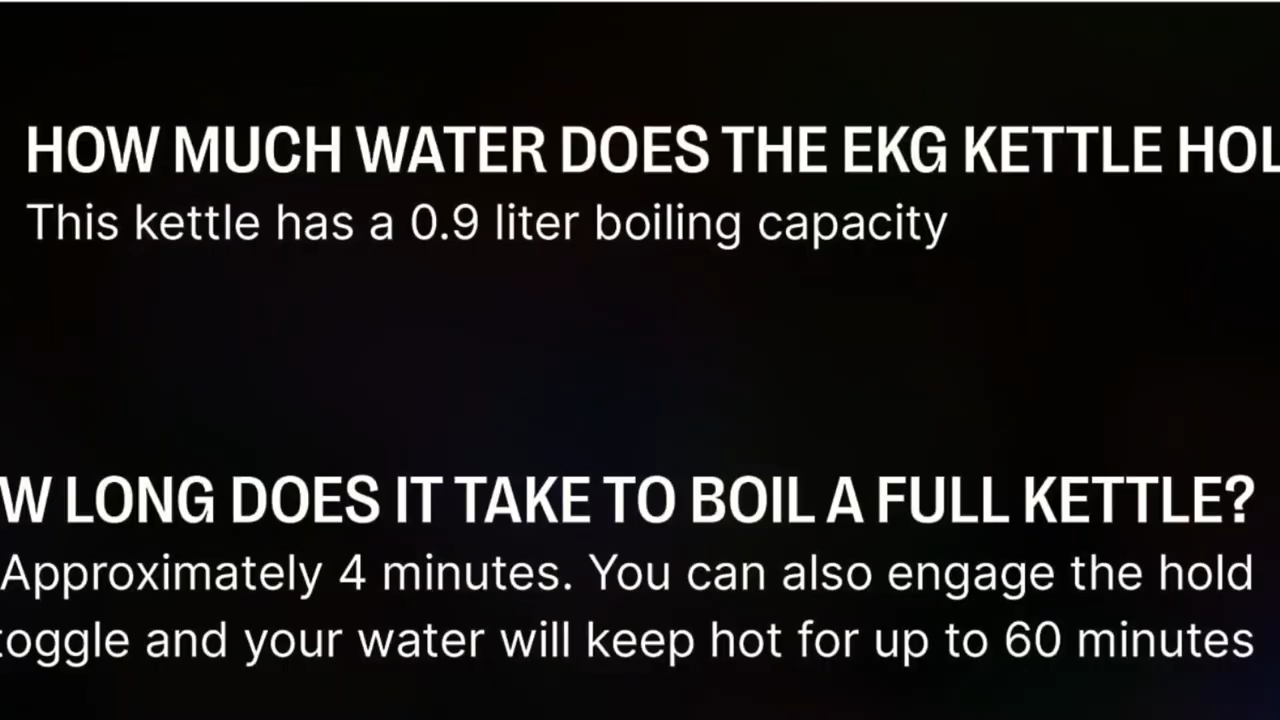 HOW MUCH WATER DOES THE EKG KETTLE HOL
This kettle has a 0.9 liter boiling capacity
W LONG DOES IT TAKE TO BOIL A FULL KETTLE?
Approximately 4 minutes. You can also engage the hold
toggle and your water will keep hot for up to 60 minutes